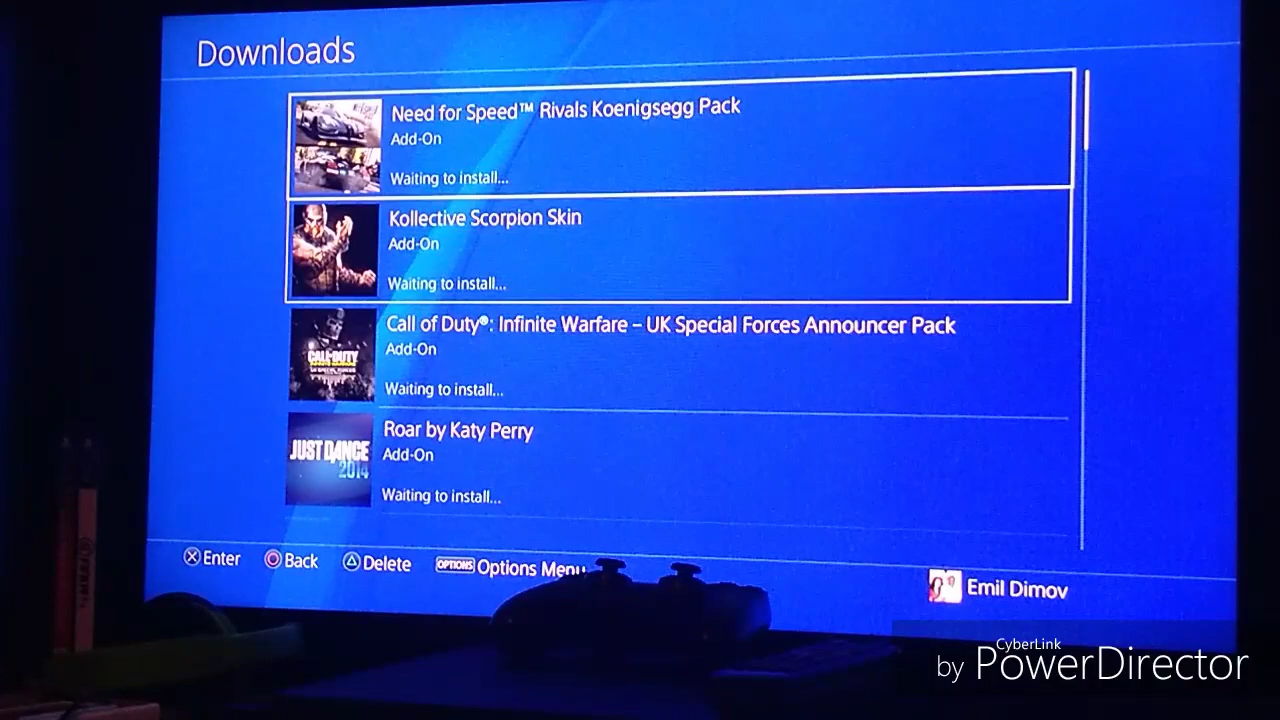 Downloads
Need for Speed™ Rivals Koenigsegg Pack
Add-On
Waiting to install...
Kollective Scorpion Skin
Add-On
Waiting to install...
Call of Duty®: Infinite Warfare – UK Special Forces Announcer Pack
Add-On
Waiting to install...
CALL OF DUTY
Roar by Katy Perry
Add-On
Waiting to install...
JUST DANCE
2014
Enter Back Delete OPTIONS Options Menu
Emil Dimov
CyberLink
by PowerDirector